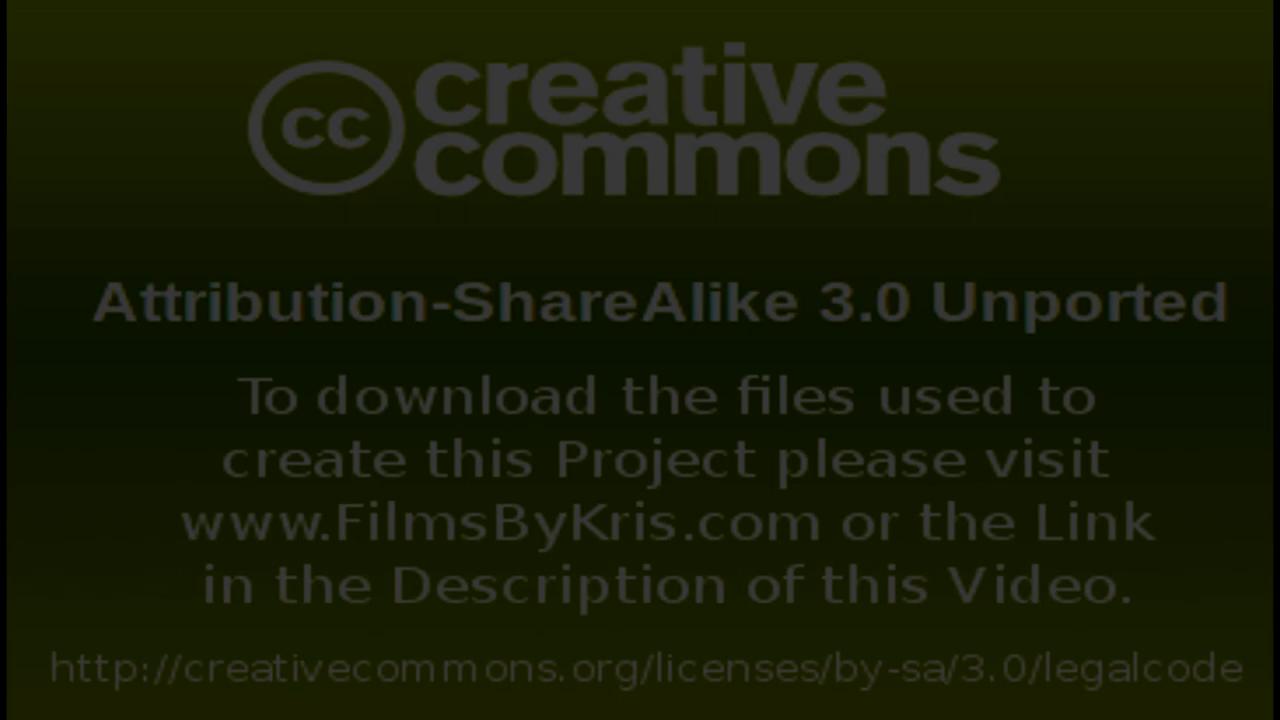 cc creative
commons
Attribution-ShareAlike 3.0 Unported
To download the files used to
create this Project please visit
www.FilmsByKris.com or the Link
in the Description of this Video.
http://creativecommons.org/licenses/by-sa/3.0/legalcode